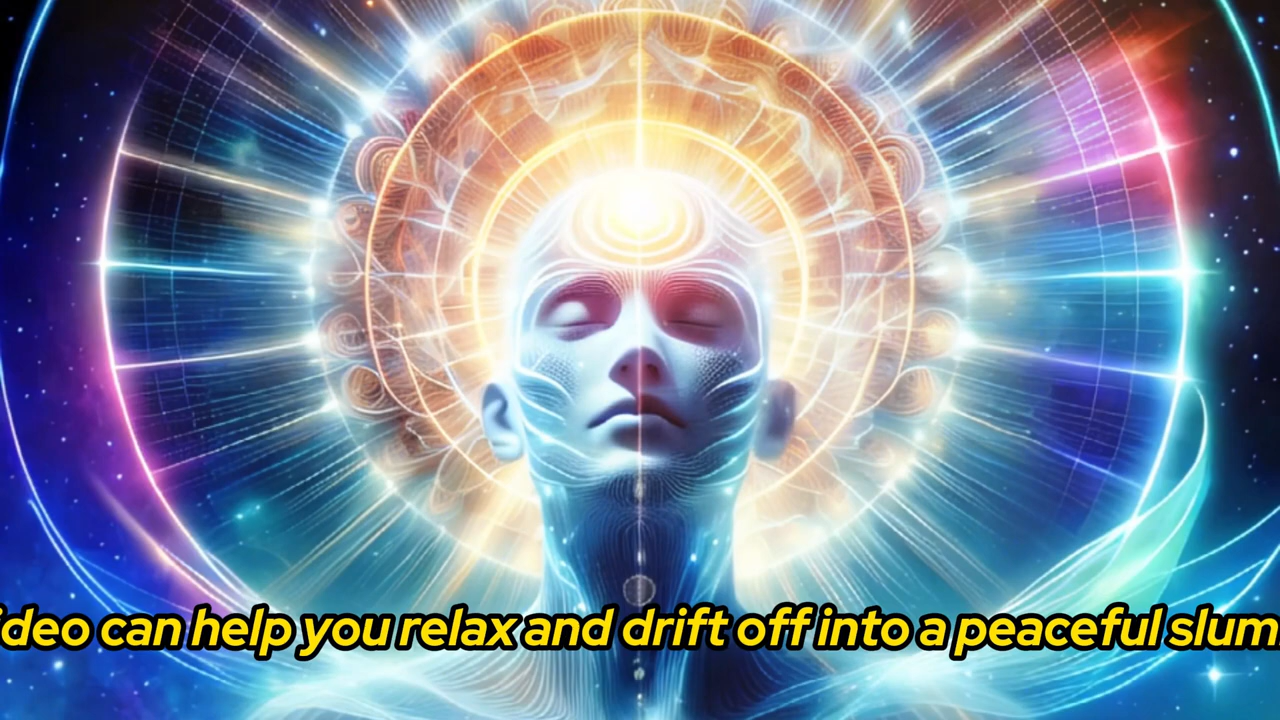 ideo can help you relax and drift off into a peaceful slum